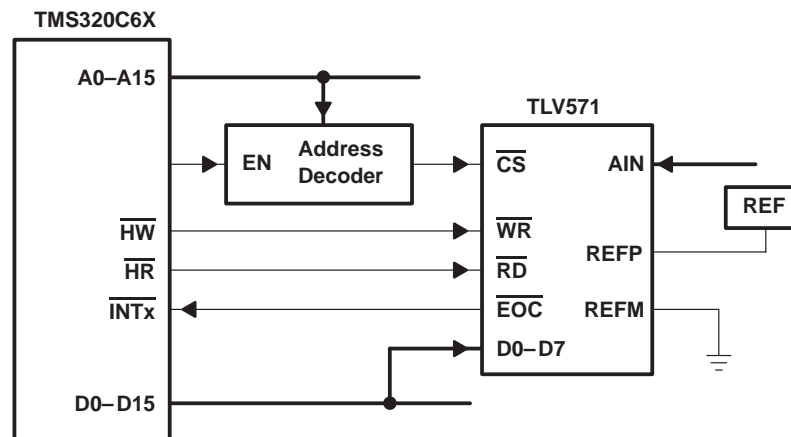 TMS320C6X
A0–A15
TLV571
EN
Address
Decoder
CS
AIN
REF
HW
WR
REFP
HR
RD
INTx
EOC
REFM
D0–D7
D0–D15